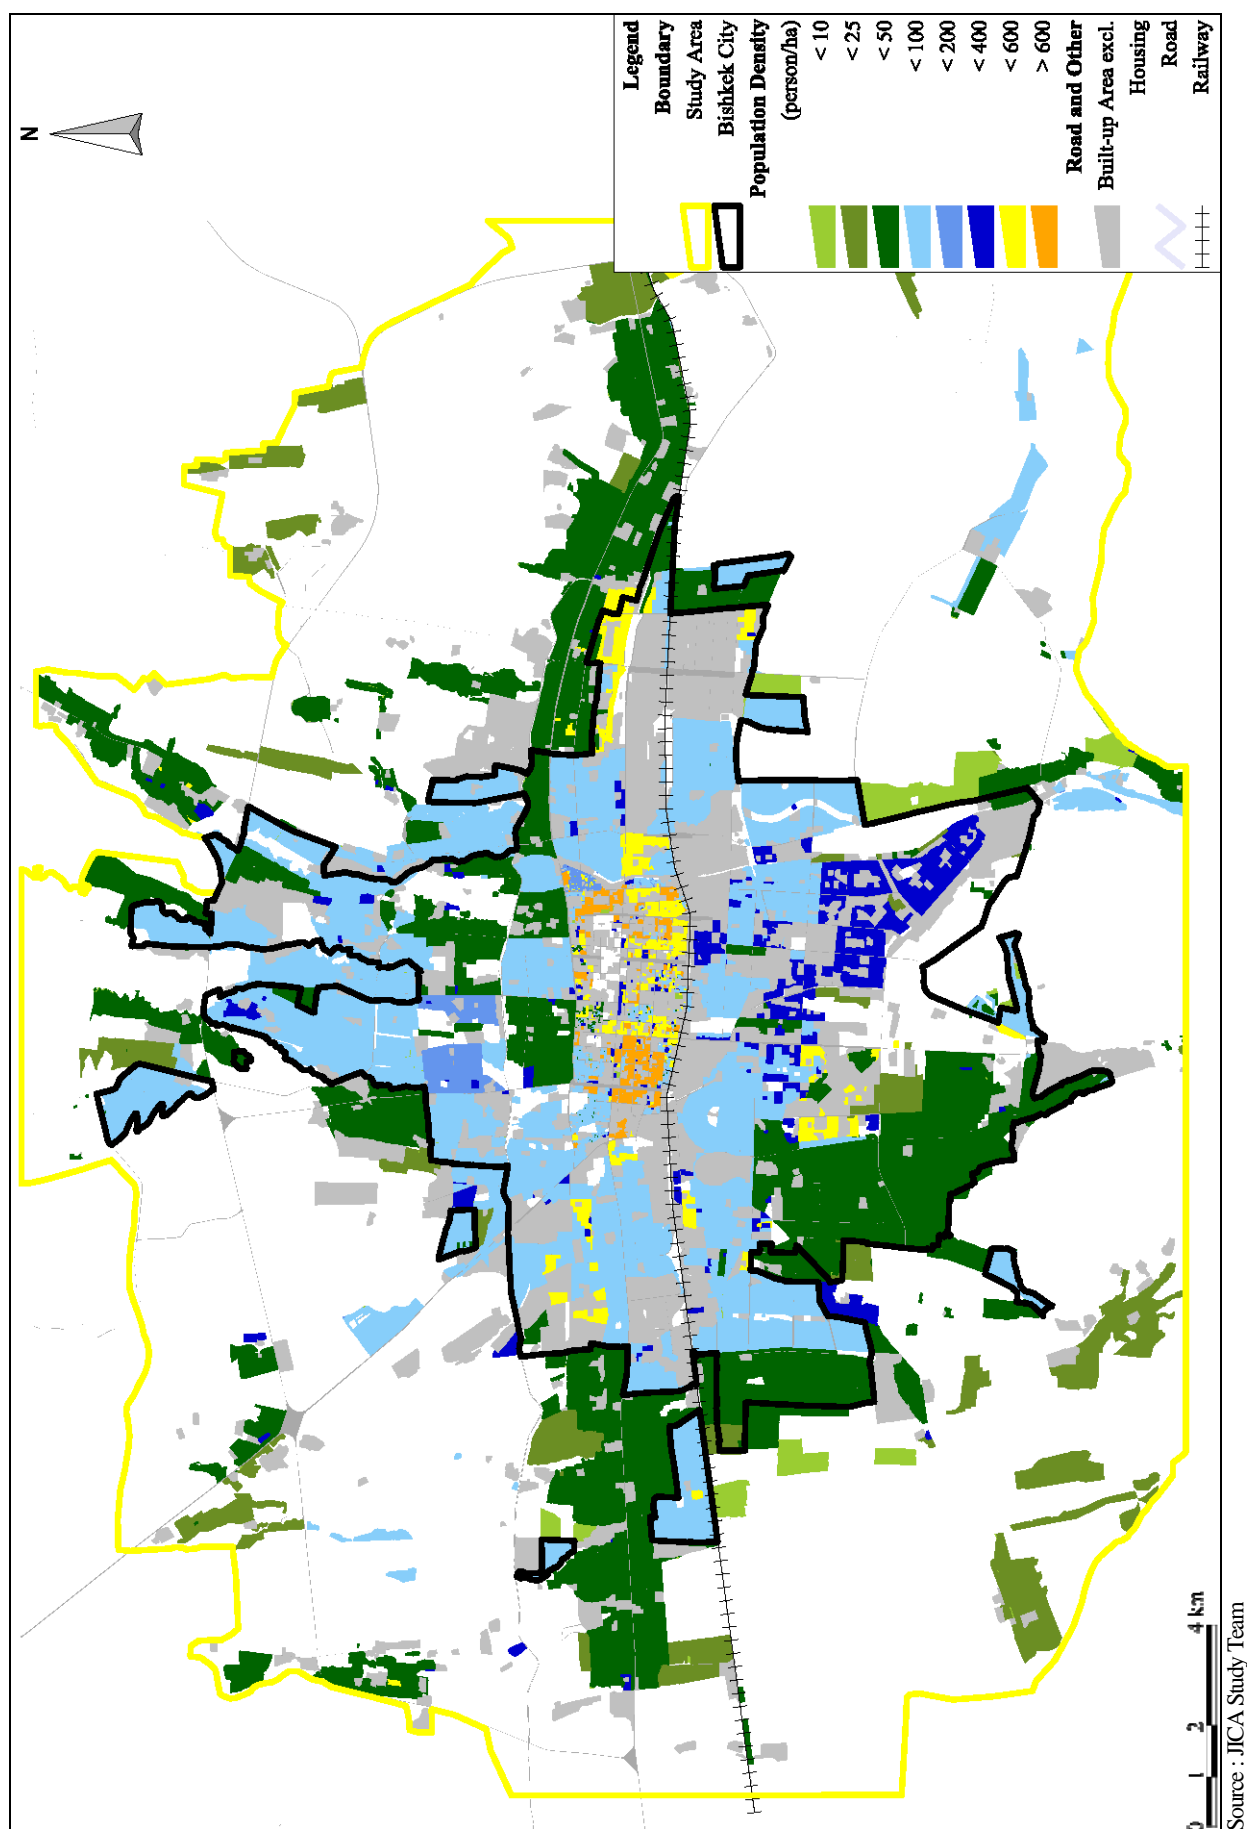 N
Legend
Boundary
Study Area
Bishkek City
Population Density
(person/ha)
< 10
< 25
< 50
< 100
< 200
< 400
< 600
> 600
Road and Other
Built-up Area excl.
Housing
Road
Railway
0 1 2 4 km
Source : JICA Study Team